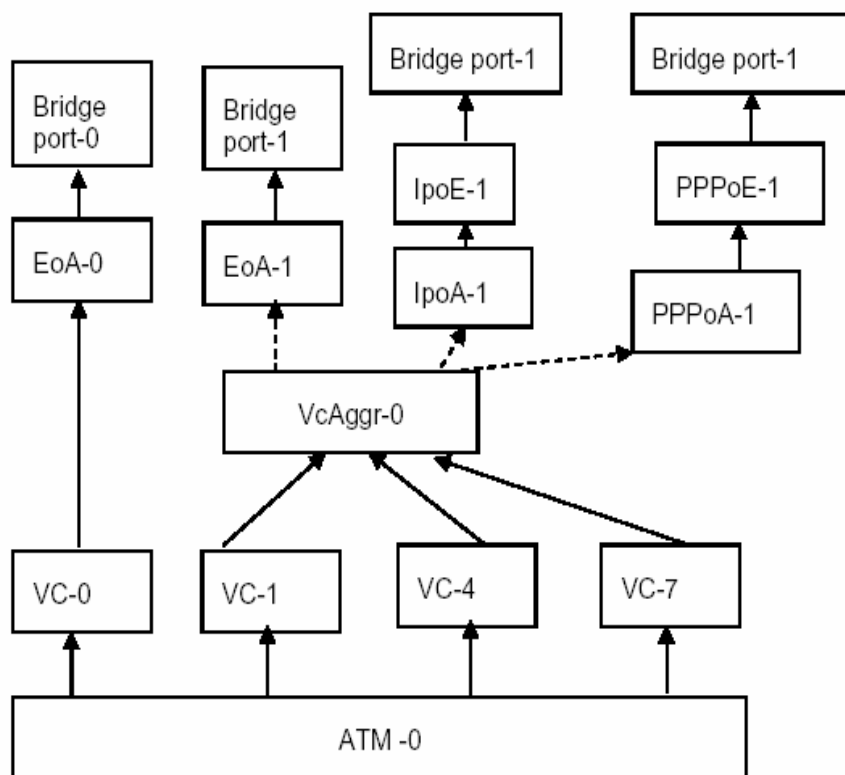 Bridge port-1
Bridge port-1
Bridge
port-0
Bridge
port-1
IpoE-1
PPPoE-1
EoA-0
EoA-1
IpoA-1
PPPoA-1
VcAggr-0
VC-0
VC-1
VC-4
VC-7
ATM -0